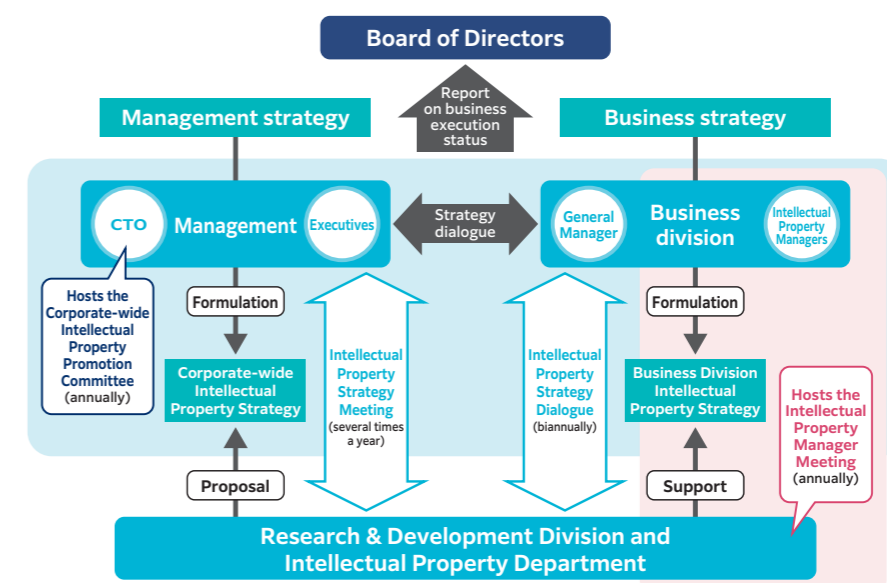 Board of Directors
Report
on business
execution
status
Management strategy
Business strategy
CTO
Management
Executives
Strategy
dialogue
General
Manager
Business
division
Intellectual
Property
Managers
Hosts the
Corporate-wide
Intellectual
Property
Promotion
Committee
(annually)
Formulation
Formulation
Corporate-wide
Intellectual
Property Strategy
Intellectual
Property
Strategy
Meeting
(several times
a year)
Intellectual
Property
Strategy
Dialogue
(biannually)
Business Division
Intellectual
Property Strategy
Hosts the
Intellectual
Property
Manager
Meeting
(annually)
Proposal
Support
Research & Development Division and
Intellectual Property Department